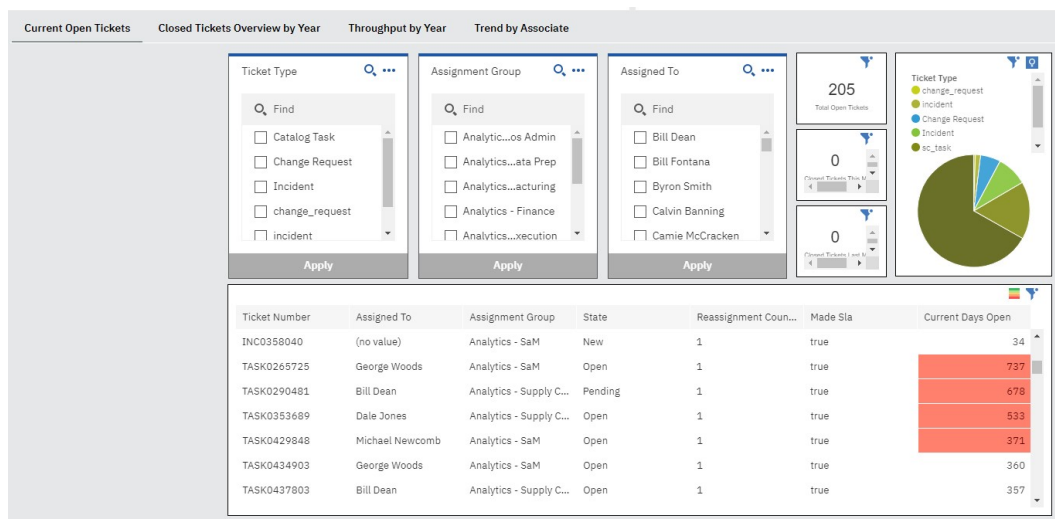 Current Open Tickets
Closed Tickets Overview by Year
Throughput by Year
Trend by Associate
Ticket Type
Find
Catalog Task
Change Request
Incident
change_request
incident
Apply
Assignment Group
Find
Analytic...os Admin
Analytics...ata Prep
Analytics...acturing
Analytics - Finance
Analytics...xecution
Apply
Assigned To
Find
Bill Dean
Bill Fontana
Byron Smith
Calvin Banning
Camie McCracken
Apply
205
Total Open Tickets
0
Closed Tickets This M
0
Closed Tickets Last M
Ticket Type
change_request
incident
Change Request
Incident
sc_task
Ticket Number Assigned To Assignment Group State Reassignment Coun... Made Sla Current Days Open
INC0358040 (no value) Analytics - SaM New 1 true 34
TASK0265725 George Woods Analytics - SaM Open 1 true 737
TASK0290481 Bill Dean Analytics - Supply C... Pending 1 true 678
TASK0353689 Dale Jones Analytics - Supply C... Open 1 true 533
TASK0429848 Michael Newcomb Analytics - SaM Open 1 true 371
TASK0434903 George Woods Analytics - SaM Open 1 true 360
TASK0437803 Bill Dean Analytics - Supply C... Open 1 true 357